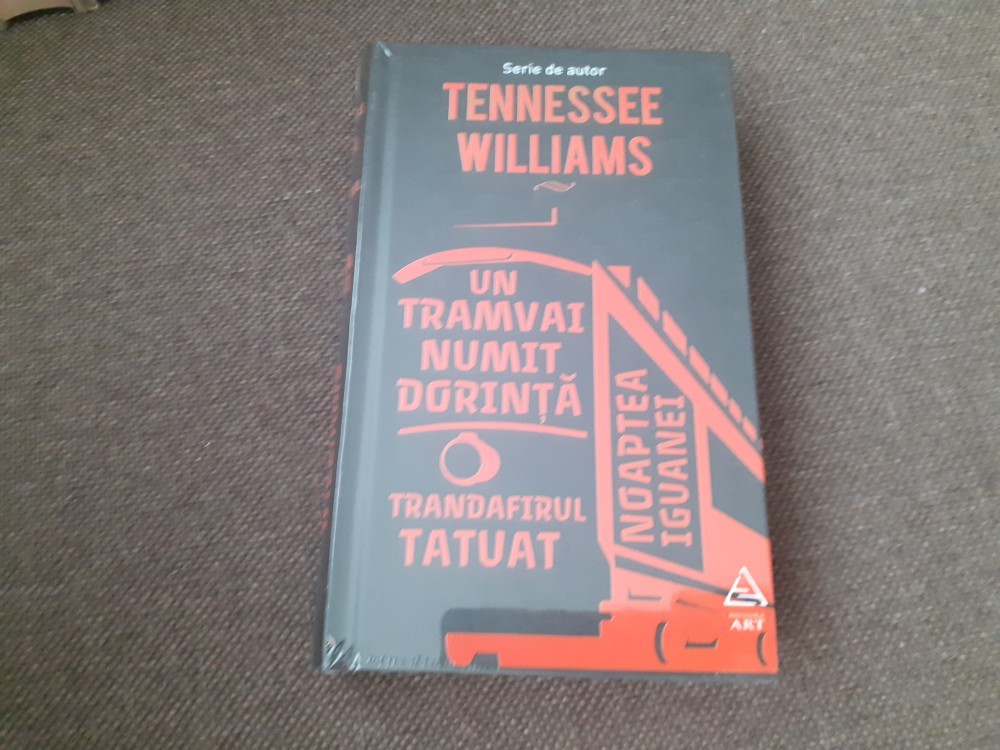 Serie de autor
TENNESSEE
WILLIAMS
UN
TRAMVAI
NUMIT
DORINȚĂ
TRANDAFIRUL
TATUAT
NOAPTEA
IGUANEI
ART